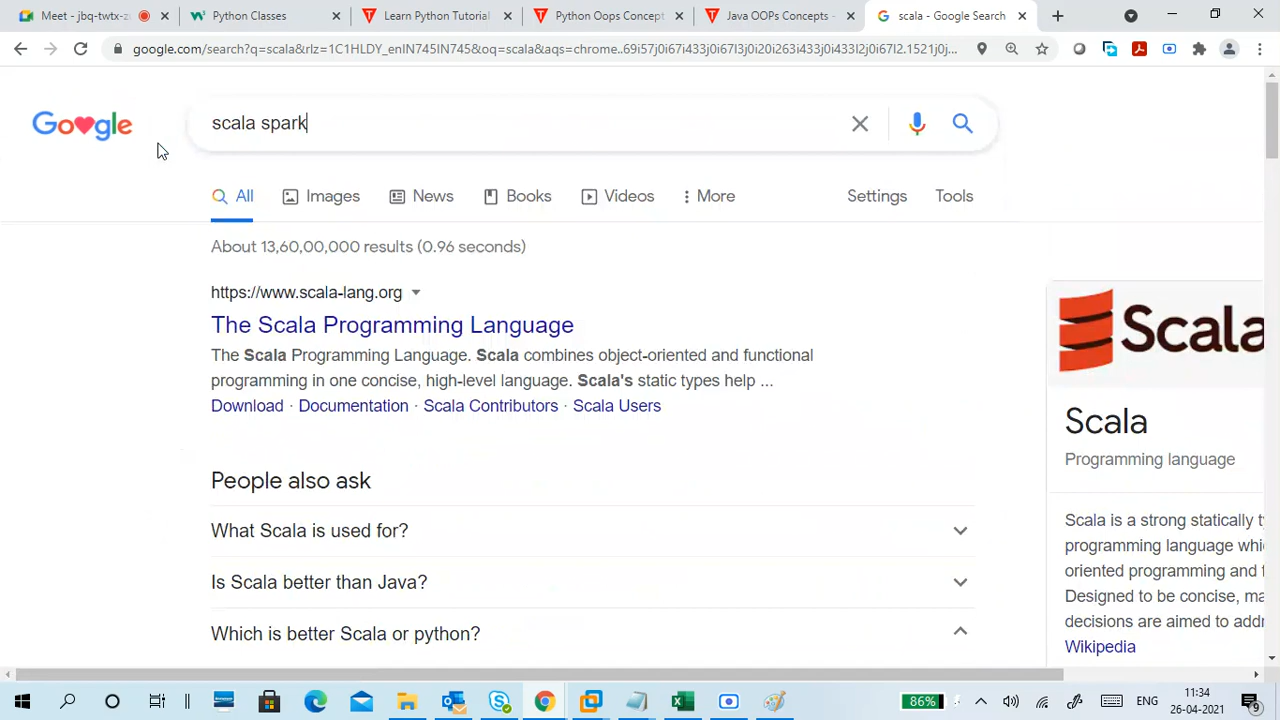 Meet - jbq-twtx-z
Python Classes
Learn Python Tutorial
Python Oops Concept
Java OOPs Concepts -
scala - Google Search
google.com/search?q=scala&rlz=1C1HLDY_enIN745IN745&oq=scala&aqs=chrome..69i57j0i67i433j0i67l3j0i20i263i433j0i433l2j0i67l2.1521j0j...
Google
scala spark
All
Images
News
Books
Videos
More
Settings
Tools
About 13,60,00,000 results (0.96 seconds)
https://www.scala-lang.org
The Scala Programming Language
The Scala Programming Language. Scala combines object-oriented and functional
programming in one concise, high-level language. Scala's static types help ...
Download · Documentation · Scala Contributors · Scala Users
People also ask
What Scala is used for?
Is Scala better than Java?
Which is better Scala or python?
Scala
Scala
Programming language
Scala is a strong statically t
programming language whi
oriented programming and f
Designed to be concise, ma
decisions are aimed to addr
Wikipedia
86%
ENG
11:34
26-04-2021
9